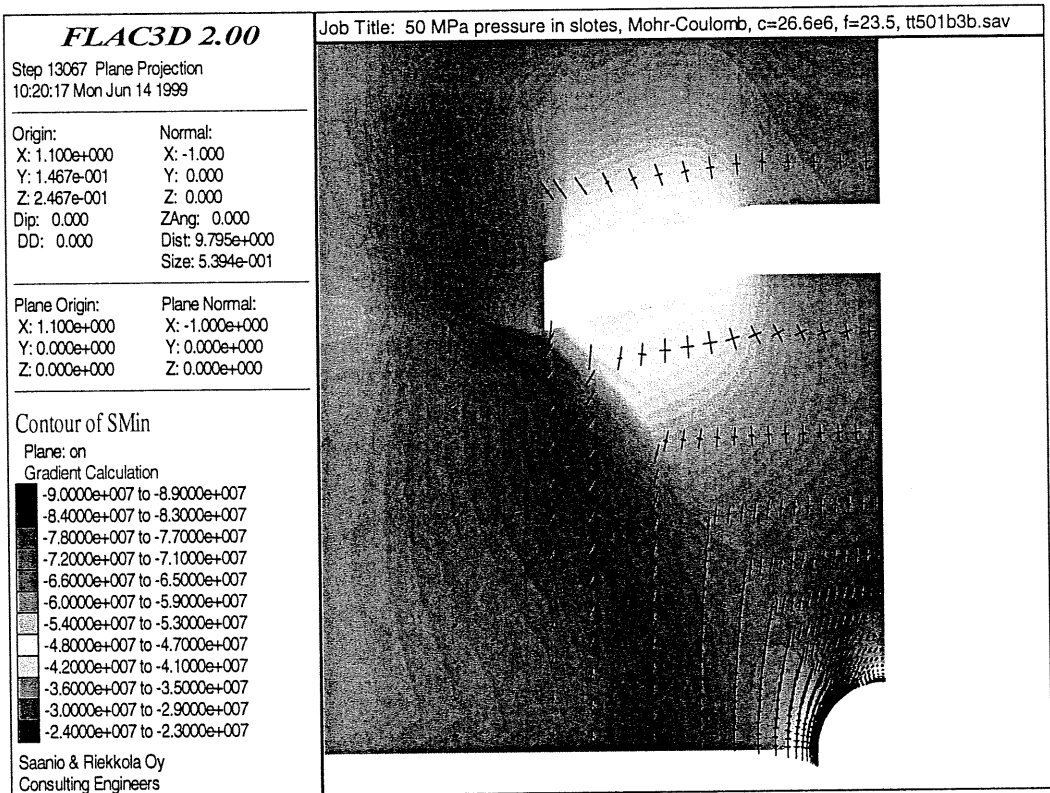 FLAC3D 2.00
Step 13067 Plane Projection
10:20:17 Mon Jun 14 1999
Origin: Normal:
X: 1.100e+000 X: -1.000
Y: 1.467e-001 Y: 0.000
Z: 2.467e-001 Z: 0.000
Dip: 0.000 ZAng: 0.000
DD: 0.000 Dist: 9.795e+000
Size: 5.394e-001
Plane Origin: Plane Normal:
X: 1.100e+000 X: -1.000e+000
Y: 0.000e+000 Y: 0.000e+000
Z: 0.000e+000 Z: 0.000e+000
Contour of SMin
Plane: on
Gradient Calculation
-9.0000e+007 to -8.9000e+007
-8.4000e+007 to -8.3000e+007
-7.8000e+007 to -7.7000e+007
-7.2000e+007 to -7.1000e+007
-6.6000e+007 to -6.5000e+007
-6.0000e+007 to -5.9000e+007
-5.4000e+007 to -5.3000e+007
-4.8000e+007 to -4.7000e+007
-4.2000e+007 to -4.1000e+007
-3.6000e+007 to -3.5000e+007
-3.0000e+007 to -2.9000e+007
-2.4000e+007 to -2.3000e+007
Saanio & Riekkola Oy
Consulting Engineers
Job Title: 50 MPa pressure in slotes, Mohr-Coulomb, c=26.6e6, f=23.5, tt501b3b.sav